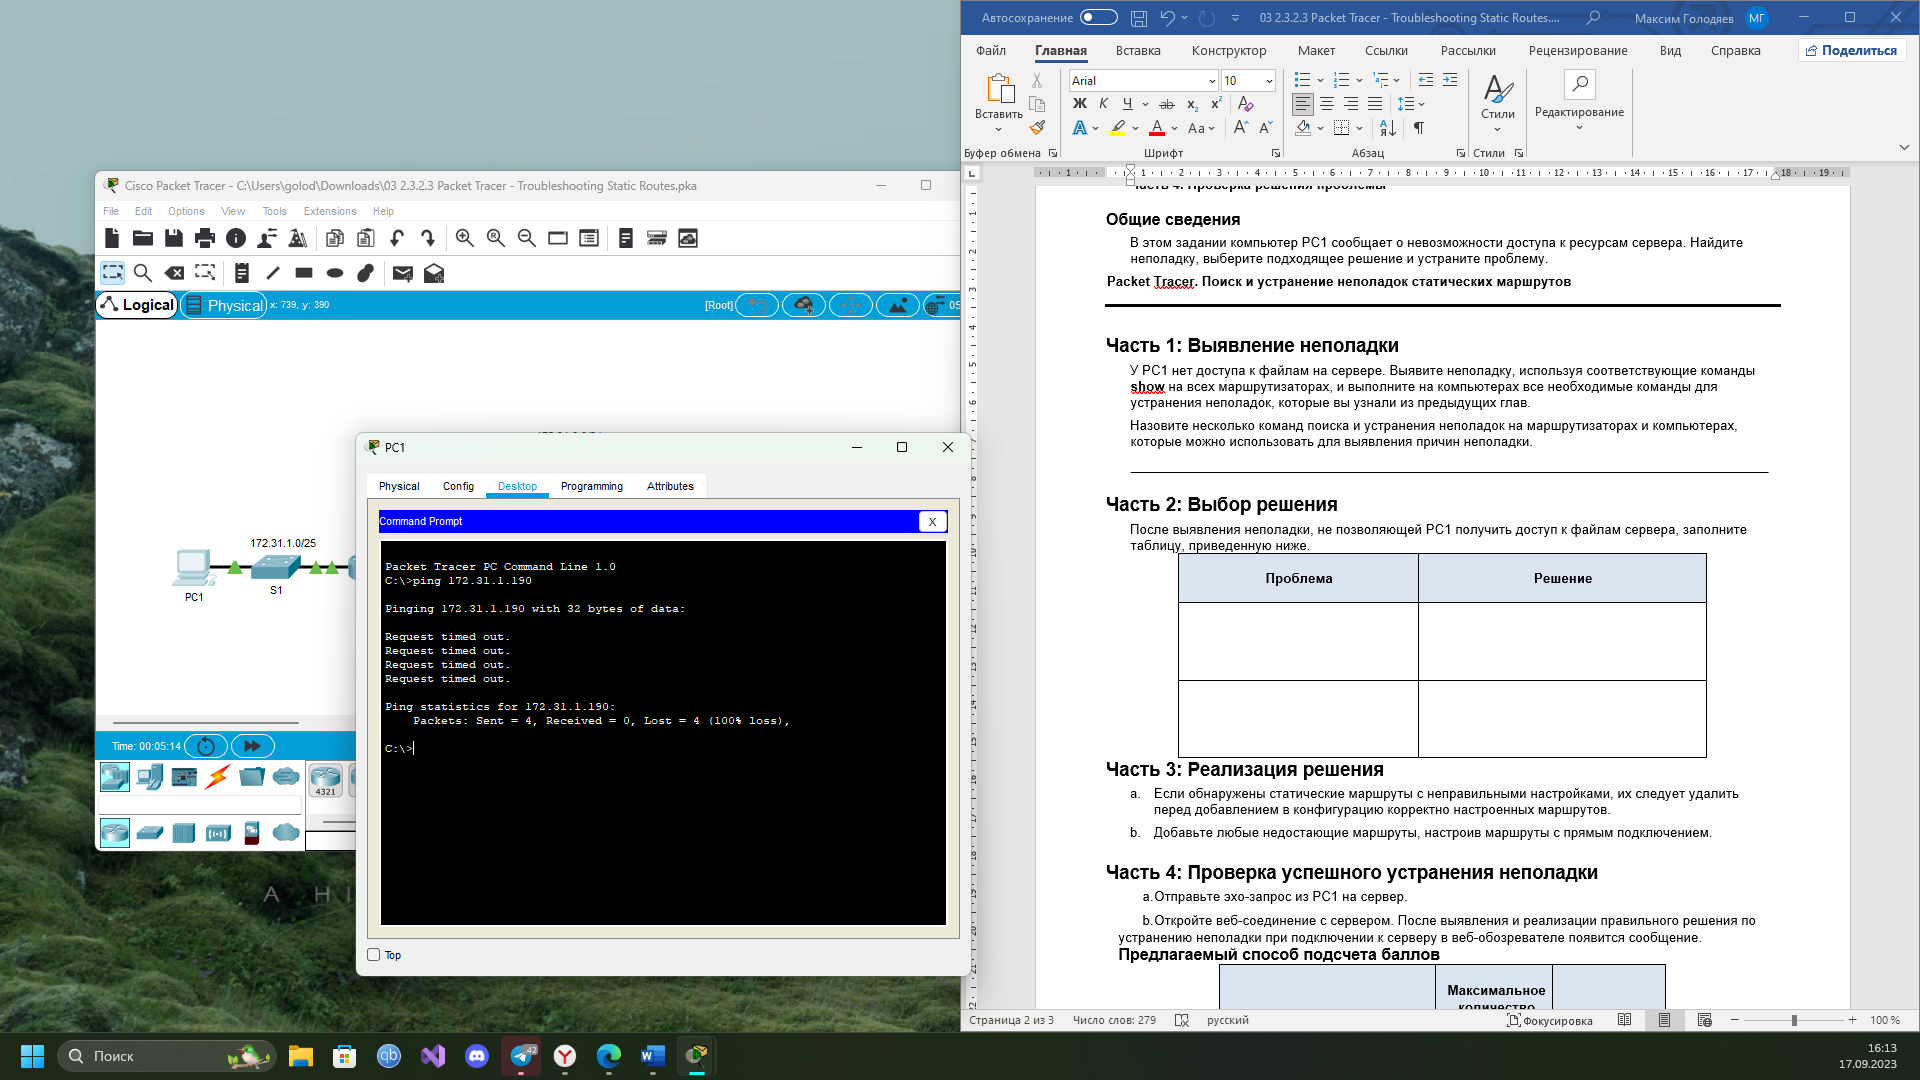 Автосохранение
03 2.3.2.3 Packet Tracer - Troubleshooting Static Routes....
Максим Голодяев
МГ
Файл
Главная
Вставка
Конструктор
Макет
Ссылки
Рассылки
Рецензирование
Вид
Справка
Поделиться
Вставить
Arial
10
Ж К Ч ab x₂ x²
Aa
Стили
Редактирование
Буфер обмена
Шрифт
Абзац
Стили
Часть 4. Проверка решения проблемы
Общие сведения
В этом задании компьютер PC1 сообщает о невозможности доступа к ресурсам сервера. Найдите
неполадку, выберите подходящее решение и устраните проблему.
Packet Tracer. Поиск и устранение неполадок статических маршрутов
Часть 1: Выявление неполадки
У PC1 нет доступа к файлам на сервере. Выявите неполадку, используя соответствующие команды
show на всех маршрутизаторах, и выполните на компьютерах все необходимые команды для
устранения неполадок, которые вы узнали из предыдущих глав.
Назовите несколько команд поиска и устранения неполадок на маршрутизаторах и компьютерах,
которые можно использовать для выявления причин неполадки.
Часть 2: Выбор решения
После выявления неполадки, не позволяющей PC1 получить доступ к файлам сервера, заполните
таблицу, приведенную ниже.
Проблема
Решение
Часть 3: Реализация решения
a. Если обнаружены статические маршруты с неправильными настройками, их следует удалить
перед добавлением в конфигурацию корректно настроенных маршрутов.
b. Добавьте любые недостающие маршруты, настроив маршруты с прямым подключением.
Часть 4: Проверка успешного устранения неполадки
a.Отправьте эхо-запрос из PC1 на сервер.
b.Откройте веб-соединение с сервером. После выявления и реализации правильного решения по
устранению неполадки при подключении к серверу в веб-обозревателе появится сообщение.
Предлагаемый способ подсчета баллов
Максимальное
количество
Страница 2 из 3
Число слов: 279
русский
Фокусировка
100 %
Cisco Packet Tracer - C:\Users\golod\Downloads\03 2.3.2.3 Packet Tracer - Troubleshooting Static Routes.pka
File Edit Options View Tools Extensions Help
Logical
Physical
x: 739, y: 390
[Root]
05
172.31.1.0/25
PC1
S1
Time: 00:05:14
4321
PC1
Physical
Config
Desktop
Programming
Attributes
Command Prompt
X
Packet Tracer PC Command Line 1.0
C:\>ping 172.31.1.190
Pinging 172.31.1.190 with 32 bytes of data:
Request timed out.
Request timed out.
Request timed out.
Request timed out.
Ping statistics for 172.31.1.190:
Packets: Sent = 4, Received = 0, Lost = 4 (100% loss),
C:\>
Top
A HI
Поиск
42
16:13
17.09.2023